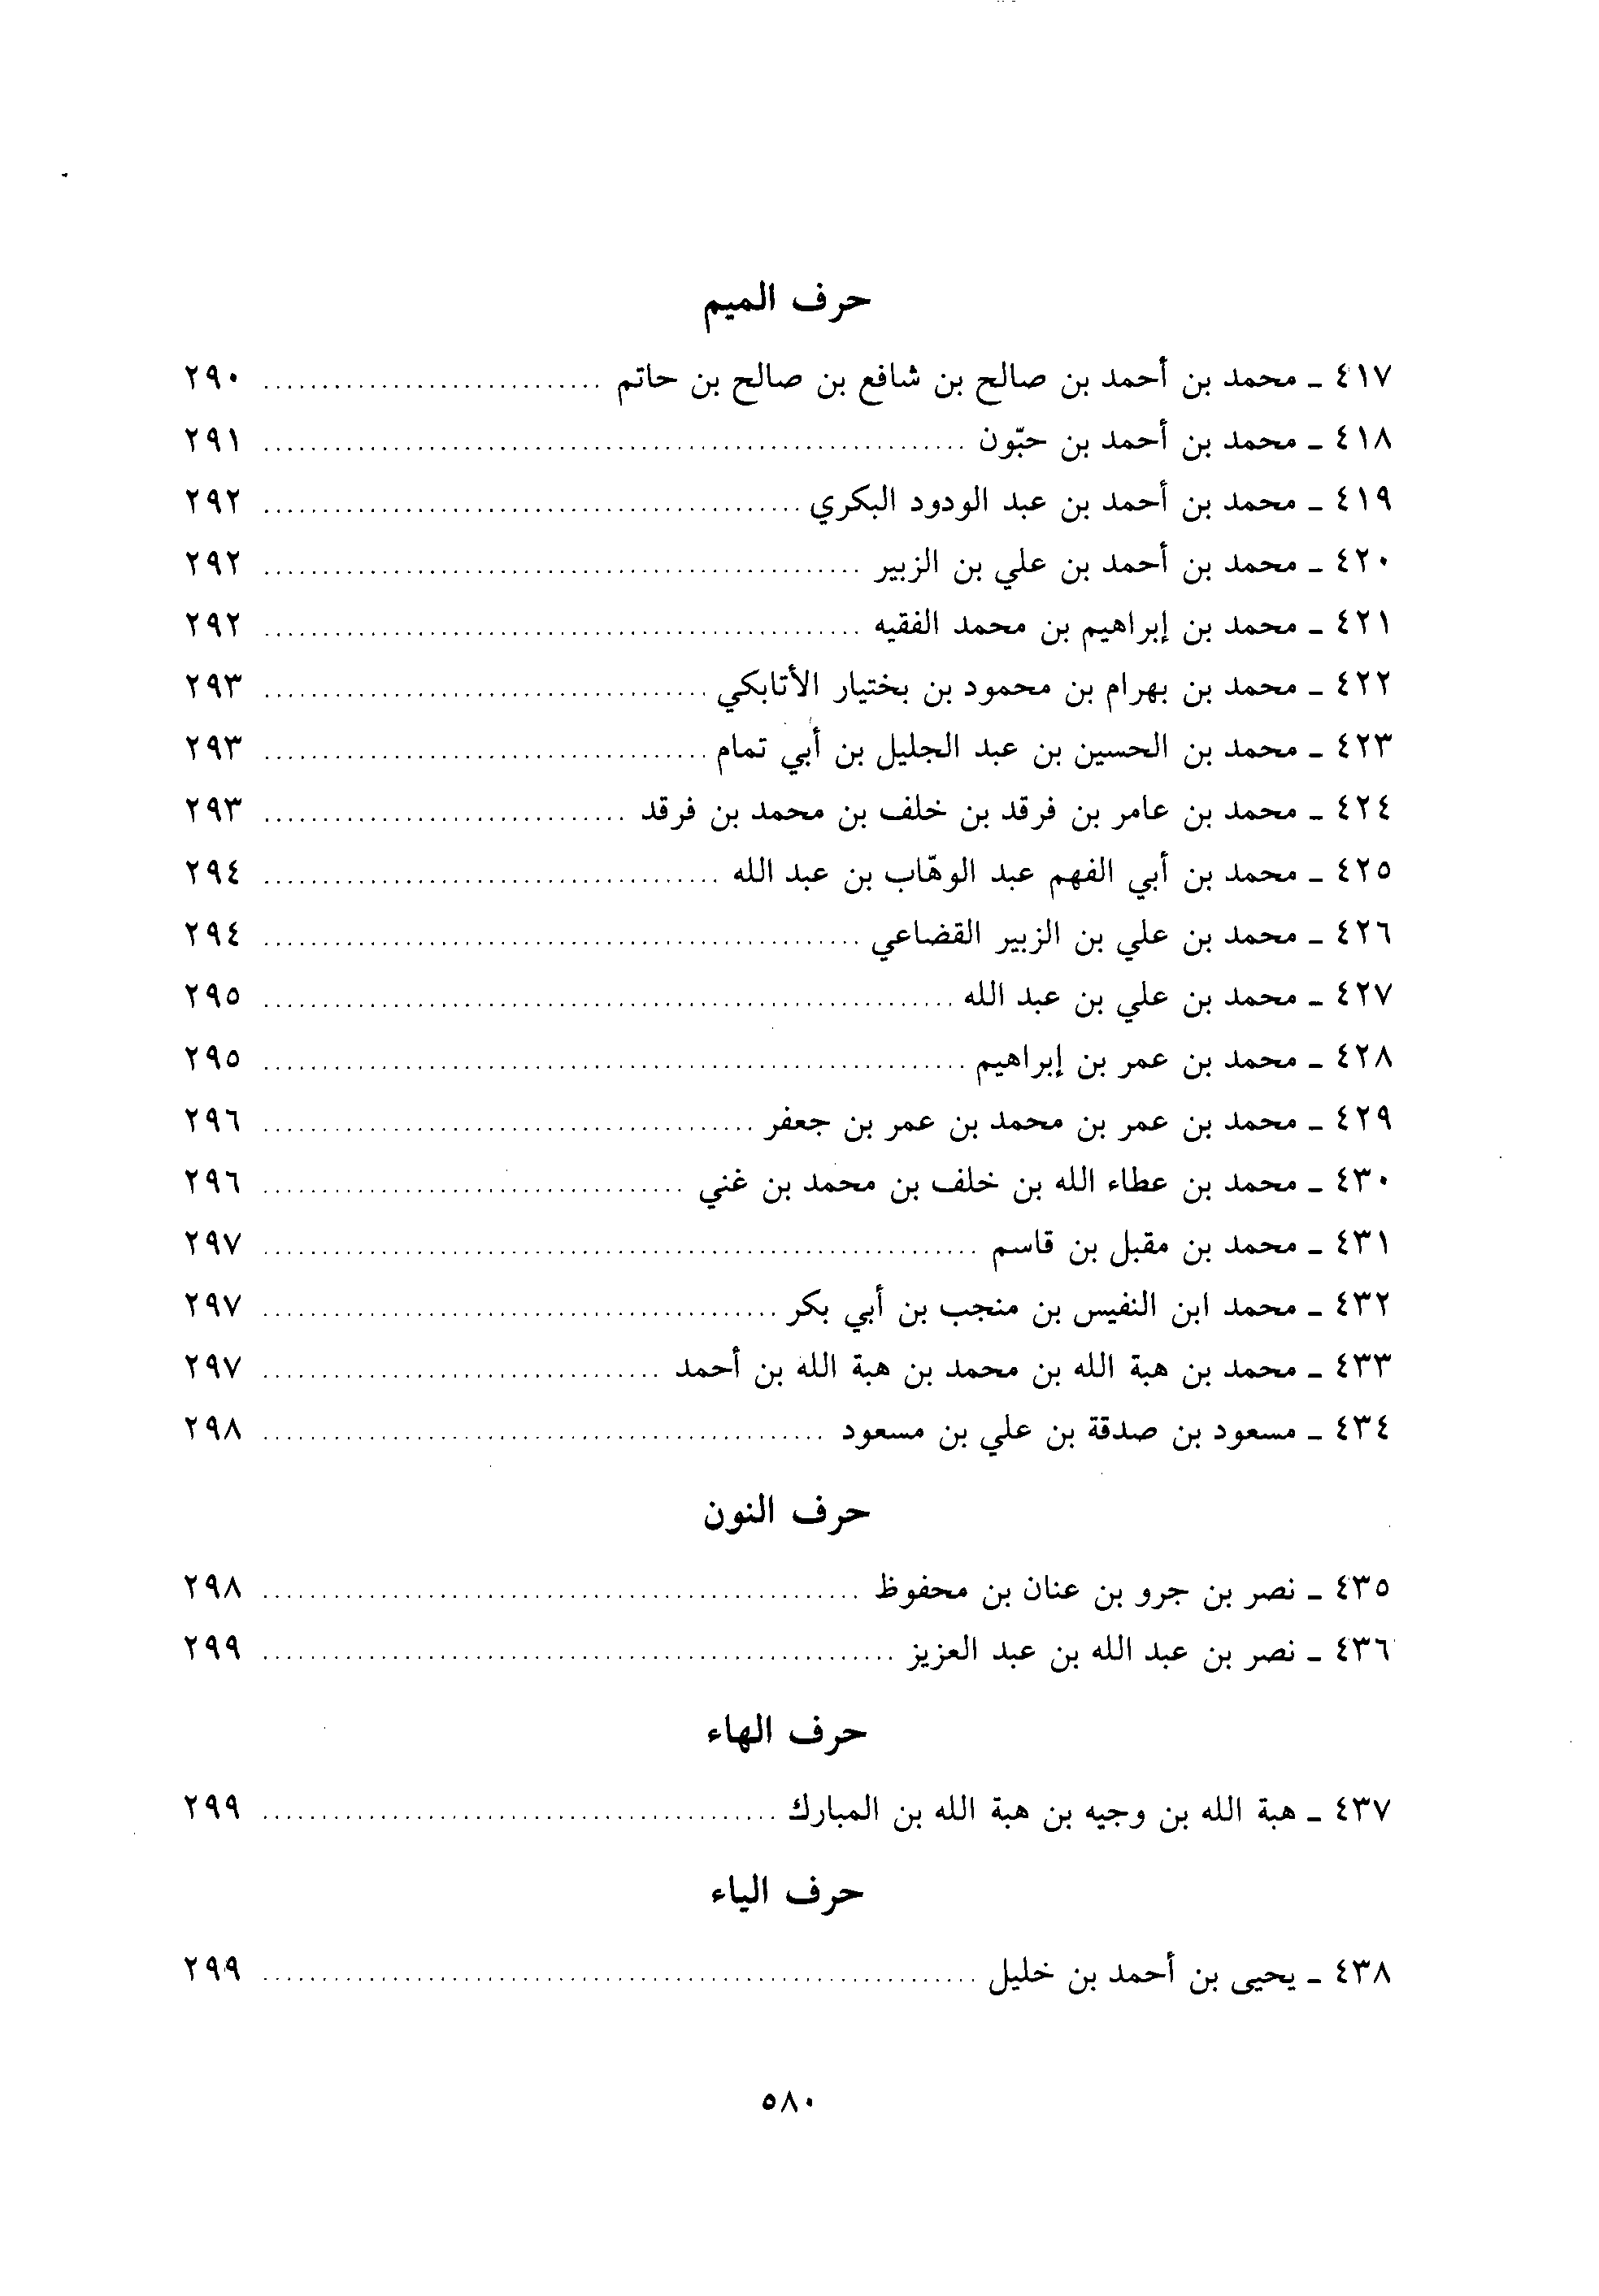 حرف الميم
٤١٧ ـ محمد بن أحمد بن صالح بن شافع بن صالح بن حاتم ............................ ٢٩٠
٤١٨ ـ محمد بن أحمد بن حبّون ............................ ٢٩١
٤١٩ ـ محمد بن أحمد بن عبد الودود البكري ............................ ٢٩٢
٤٢٠ ـ محمد بن أحمد بن علي بن الزبير ............................ ٢٩٢
٤٢١ ـ محمد بن إبراهيم بن محمد الفقيه ............................ ٢٩٢
٤٢٢ ـ محمد بن بهرام بن محمود بن بختيار الأتابكي ............................ ٢٩٣
٤٢٣ ـ محمد بن الحسين بن عبد الجليل بن أبي تمام ............................ ٢٩٣
٤٢٤ ـ محمد بن عامر بن فرقد بن خلف بن محمد بن فرقد ............................ ٢٩٣
٤٢٥ ـ محمد بن أبي الفهم عبد الوهّاب بن عبد الله ............................ ٢٩٤
٤٢٦ ـ محمد بن علي بن الزبير القضاعي ............................ ٢٩٤
٤٢٧ ـ محمد بن علي بن عبد الله ............................ ٢٩٥
٤٢٨ ـ محمد بن عمر بن إبراهيم ............................ ٢٩٥
٤٢٩ ـ محمد بن عمر بن محمد بن عمر بن جعفر ............................ ٢٩٦
٤٣٠ ـ محمد بن عطاء الله بن خلف بن محمد بن غني ............................ ٢٩٦
٤٣١ ـ محمد بن مقبل بن قاسم ............................ ٢٩٧
٤٣٢ ـ محمد ابن النفيس بن منجب بن أبي بكر ............................ ٢٩٧
٤٣٣ ـ محمد بن هبة الله بن محمد بن هبة الله بن أحمد ............................ ٢٩٧
٤٣٤ ـ مسعود بن صدقة بن علي بن مسعود ............................ ٢٩٨
حرف النون
٤٣٥ ـ نصر بن جرو بن عنان بن محفوظ ............................ ٢٩٨
٤٣٦ ـ نصر بن عبد الله بن عبد العزيز ............................ ٢٩٩
حرف الهاء
٤٣٧ ـ هبة الله بن وجيه بن هبة الله بن المبارك ............................ ٢٩٩
حرف الياء
٤٣٨ ـ يحيى بن أحمد بن خليل ............................ ٢٩٩
٥٨٠